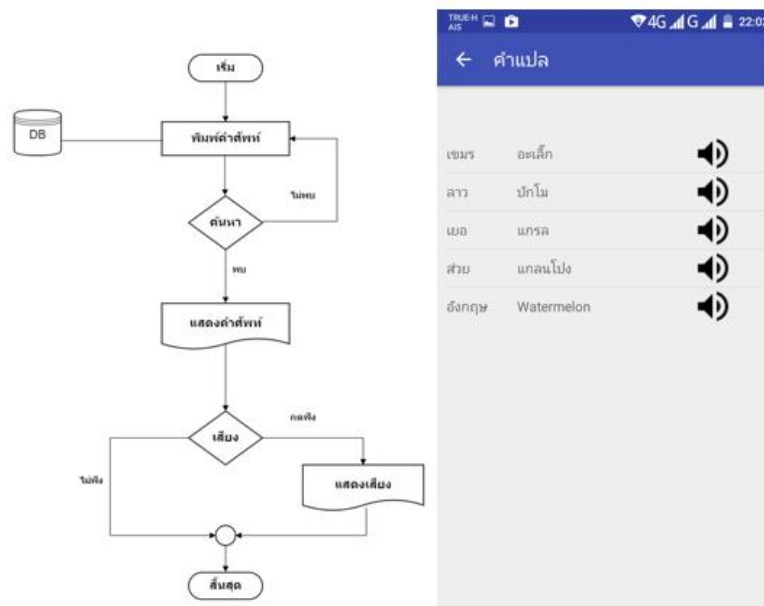 เริ่ม
DB
พิมพ์คำศัพท์
ไม่พบ
ค้นหา
พบ
แสดงคำศัพท์
กดฟัง
เสียง
ไม่ฟัง
แสดงเสียง
สิ้นสุด
TRUE-H
AIS
4G G 22:02
คำแปล
เขมร อะเลิ๊ก
ลาว บักโม
เยอ แกรล
ส่วย แกลนโปง
อังกฤษ Watermelon